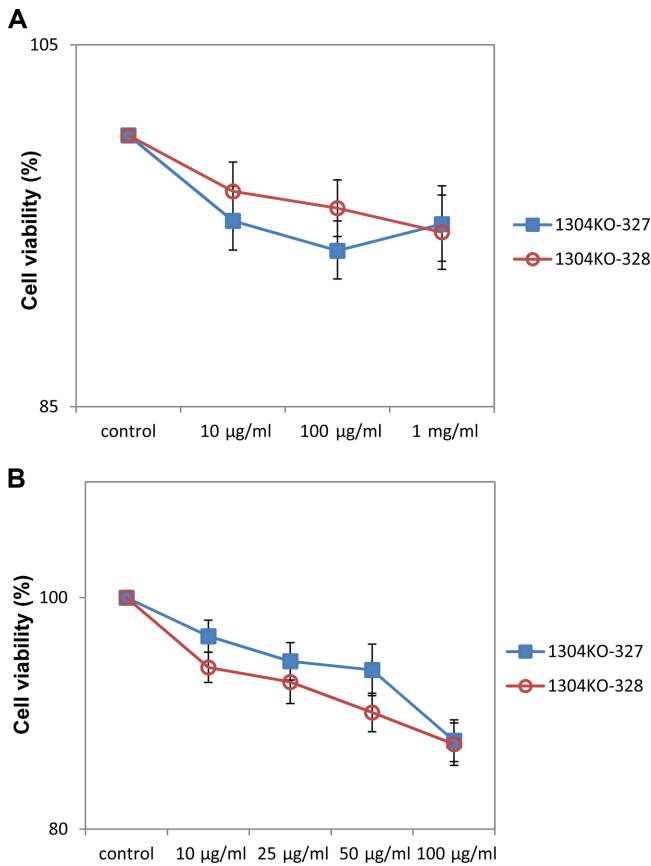 A
105
Cell viability (%)
85
control 10 µg/ml 100 µg/ml 1 mg/ml
1304KO-327
1304KO-328
B
100
Cell viability (%)
80
control 10 µg/ml 25 µg/ml 50 µg/ml 100 µg/ml
1304KO-327
1304KO-328